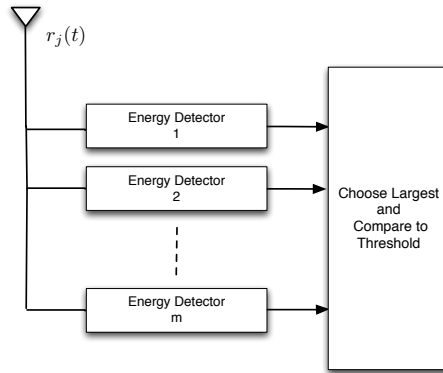 r_j(t)
Energy Detector
1
Energy Detector
2
Energy Detector
m
Choose Largest
and
Compare to
Threshold